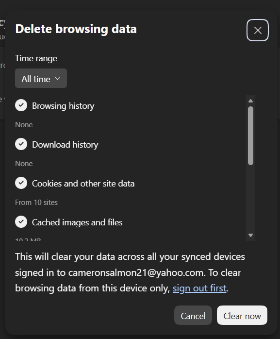 Delete browsing data
Time range
All time
Browsing history
None
Download history
None
Cookies and other site data
From 10 sites
Cached images and files
This will clear your data across all your synced devices
signed in to cameronsalmon21@yahoo.com. To clear
browsing data from this device only, sign out first.
Cancel
Clear now